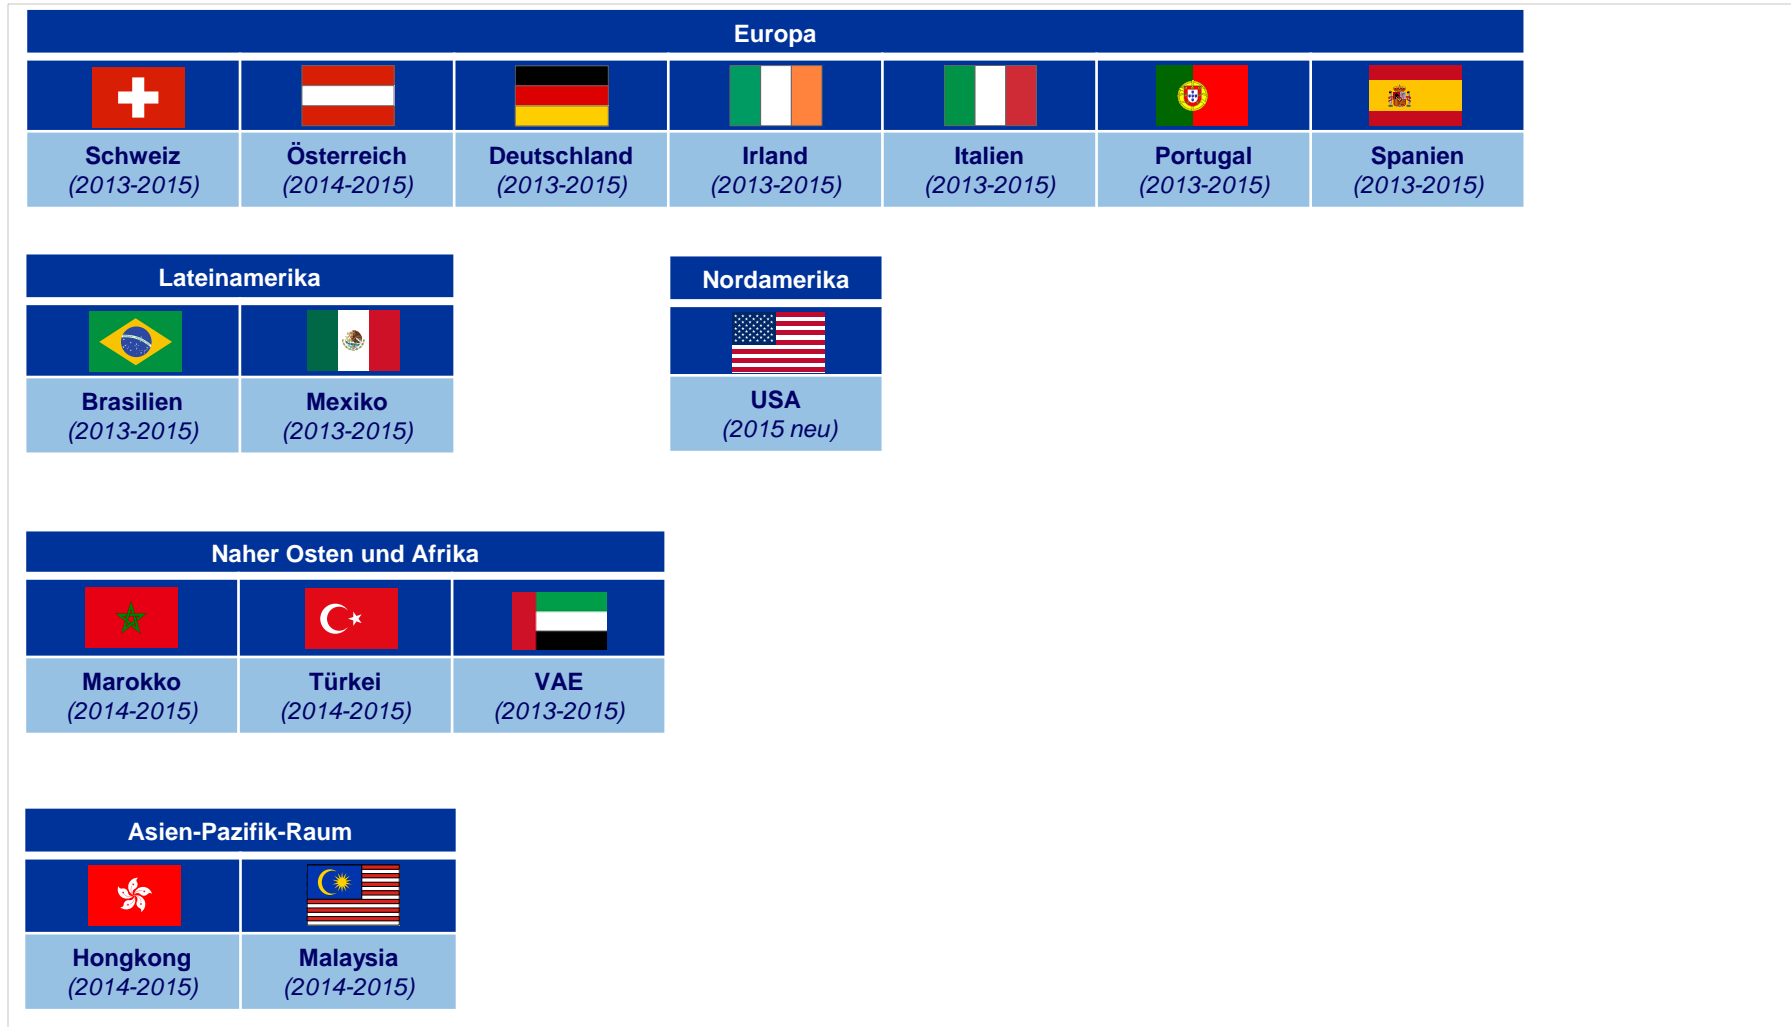 Europa
Schweiz Österreich Deutschland Irland Italien Portugal Spanien
(2013-2015) (2014-2015) (2013-2015) (2013-2015) (2013-2015) (2013-2015) (2013-2015)
Lateinamerika Nordamerika
Brasilien Mexiko USA
(2013-2015) (2013-2015) (2015 neu)
Naher Osten und Afrika
Marokko Türkei VAE
(2014-2015) (2014-2015) (2013-2015)
Asien-Pazifik-Raum
Hongkong Malaysia
(2014-2015) (2014-2015)